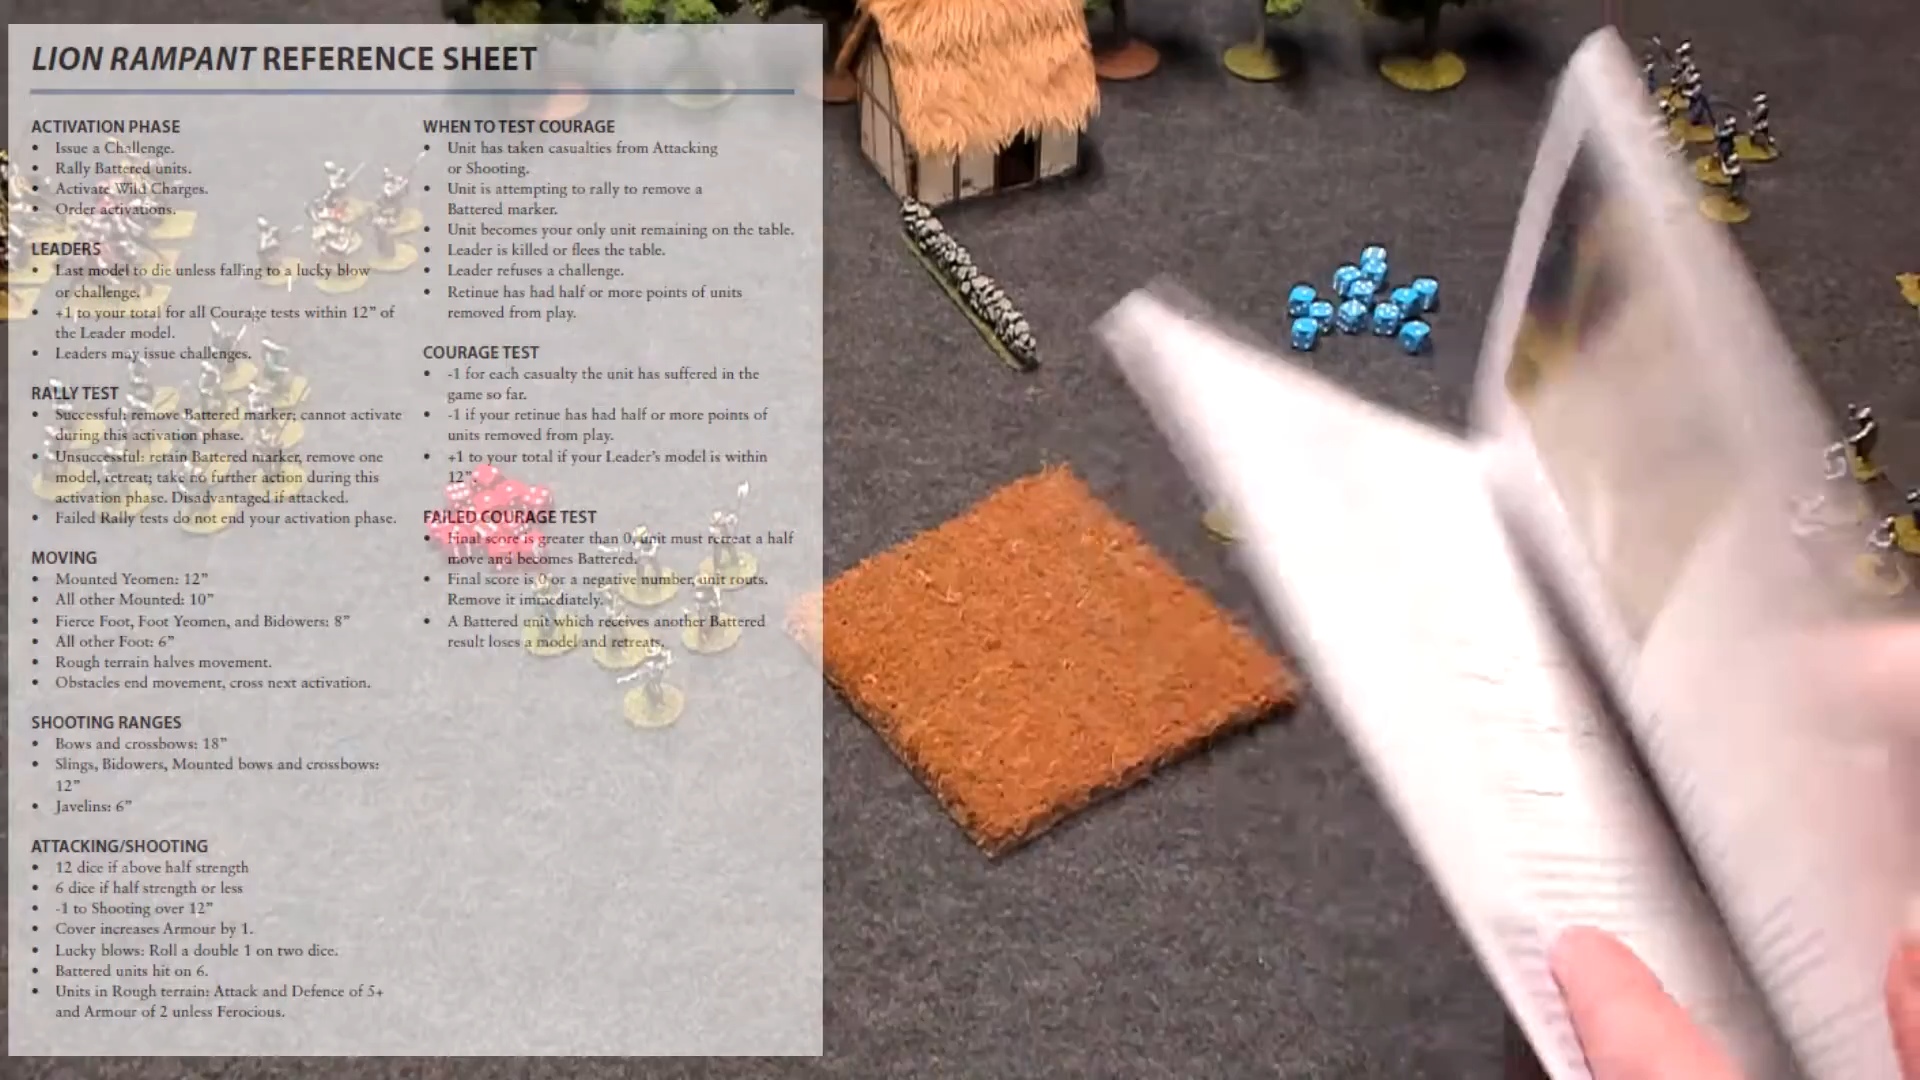 LION RAMPANT REFERENCE SHEET
ACTIVATION PHASE
• Issue a Challenge.
• Rally Battered units.
• Activate Wild Charges.
• Order activations.
LEADERS
• Last model to die unless falling to a lucky blow
or challenge.
• +1 to your total for all Courage tests within 12” of
the Leader model.
• Leaders may issue challenges.
RALLY TEST
• Successful: remove Battered marker; cannot activate
during this activation phase.
• Unsuccessful: retain Battered marker, remove one
model, retreat; take no further action during this
activation phase. Disadvantaged if attacked.
• Failed Rally tests do not end your activation phase.
MOVING
• Mounted Yeomen: 12”
• All other Mounted: 10”
• Fierce Foot, Foot Yeomen, and Bidowers: 8”
• All other Foot: 6”
• Rough terrain halves movement.
• Obstacles end movement, cross next activation.
SHOOTING RANGES
• Bows and crossbows: 18”
• Slings, Bidowers, Mounted bows and crossbows:
12”
• Javelins: 6”
ATTACKING/SHOOTING
• 12 dice if above half strength
• 6 dice if half strength or less
• -1 to Shooting over 12”
• Cover increases Armour by 1.
• Lucky blows: Roll a double 1 on two dice.
• Battered units hit on 6.
• Units in Rough terrain: Attack and Defence of 5+
and Armour of 2 unless Ferocious.
WHEN TO TEST COURAGE
• Unit has taken casualties from Attacking
or Shooting.
• Unit is attempting to rally to remove a
Battered marker.
• Unit becomes your only unit remaining on the table.
• Leader is killed or flees the table.
• Leader refuses a challenge.
• Retinue has had half or more points of units
removed from play.
COURAGE TEST
• -1 for each casualty the unit has suffered in the
game so far.
• -1 if your retinue has had half or more points of
units removed from play.
• +1 to your total if your Leader’s model is within
12”.
FAILED COURAGE TEST
• Final score is greater than 0, unit must retreat a half
move and becomes Battered.
• Final score is 0 or a negative number, unit routs.
Remove it immediately.
• A Battered unit which receives another Battered
result loses a model and retreats.